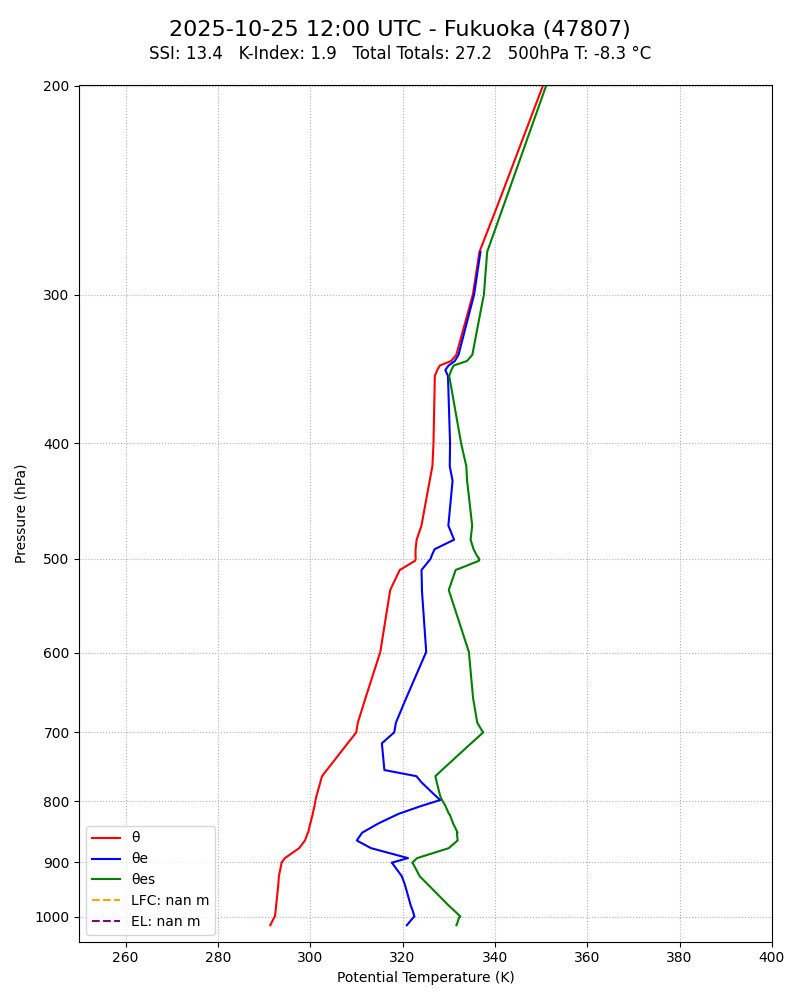 2025-10-25 12:00 UTC - Fukuoka (47807)
SSI: 13.4   K-Index: 1.9   Total Totals: 27.2   500hPa T: -8.3 °C
200
300
400
500
600
700
800
900
1000
Pressure (hPa)
θ
θe
θes
LFC: nan m
EL: nan m
260
280
300
320
340
360
380
400
Potential Temperature (K)